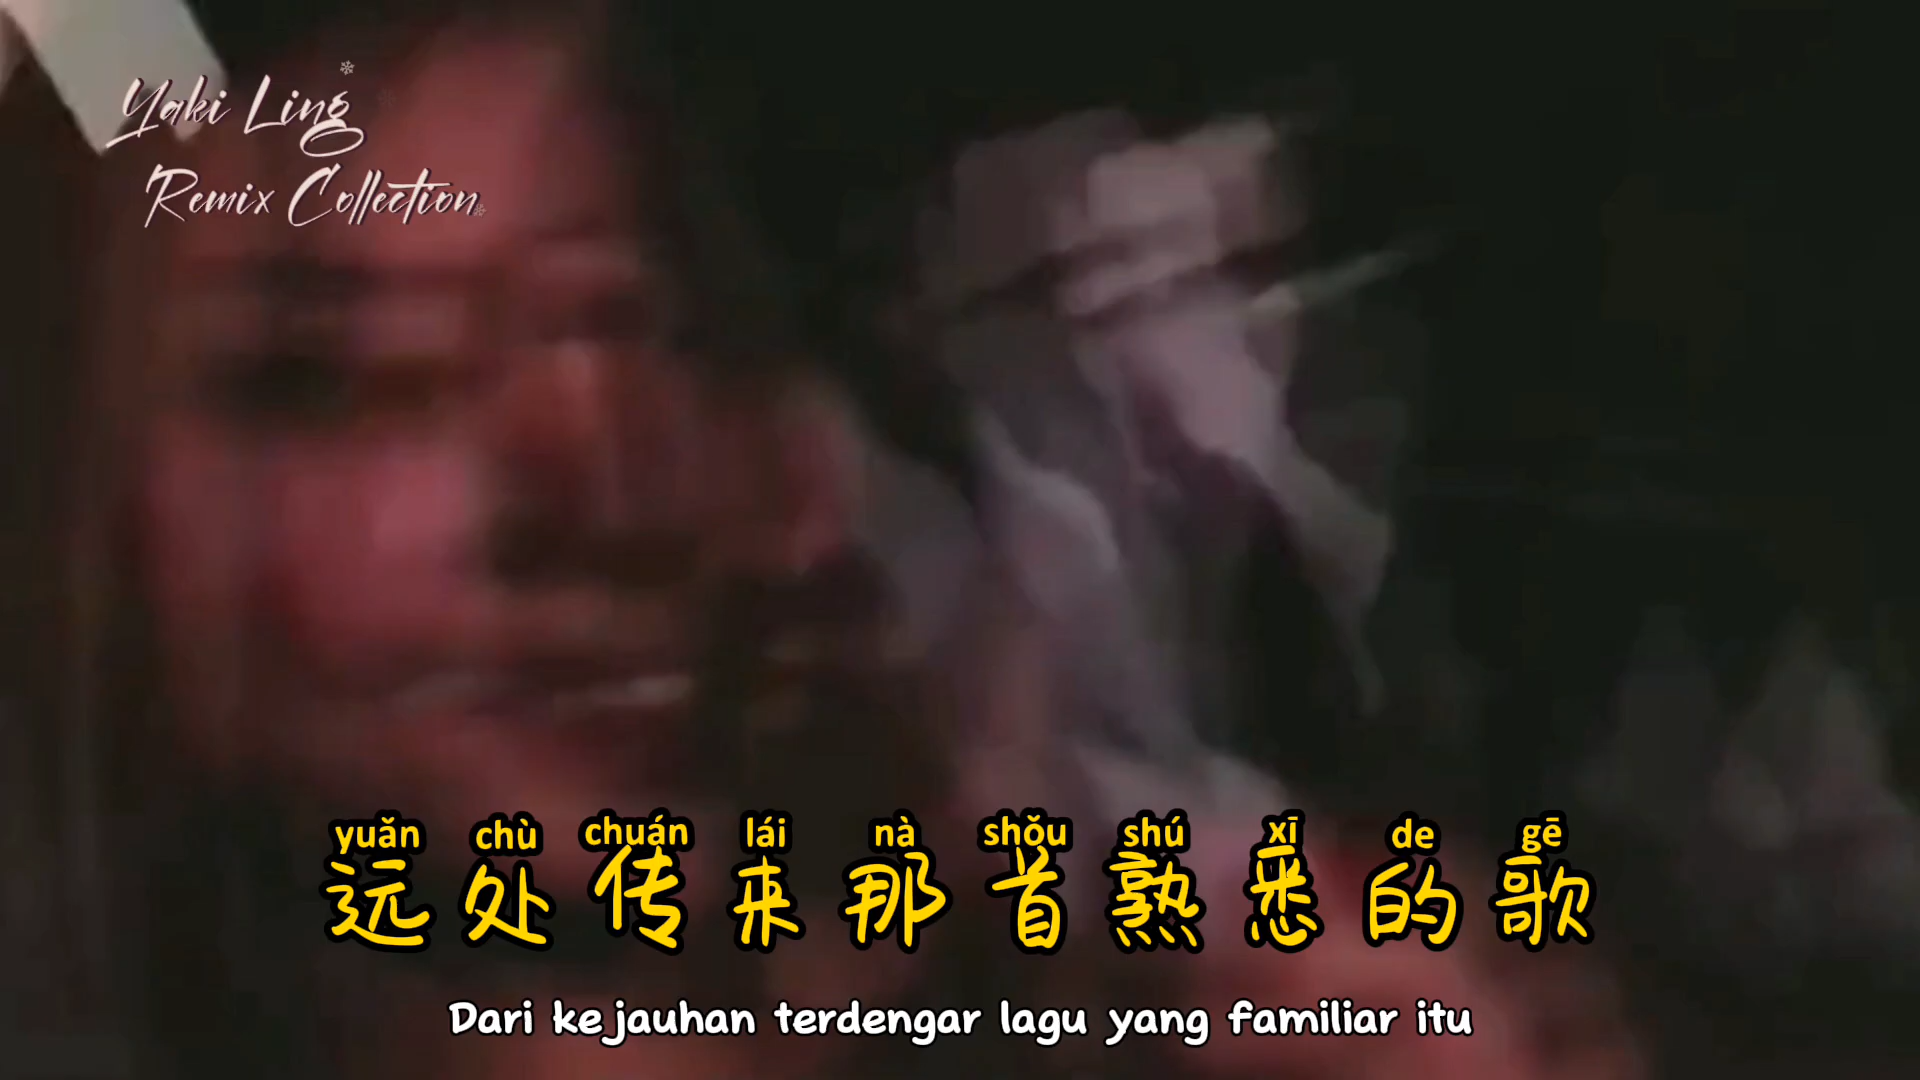 Yaki Ling
Remix Collection
yuǎn chù chuán lái nà shǒu shú xī de gē
远处传来那首熟悉的歌
Dari kejauhan terdengar lagu yang familiar itu